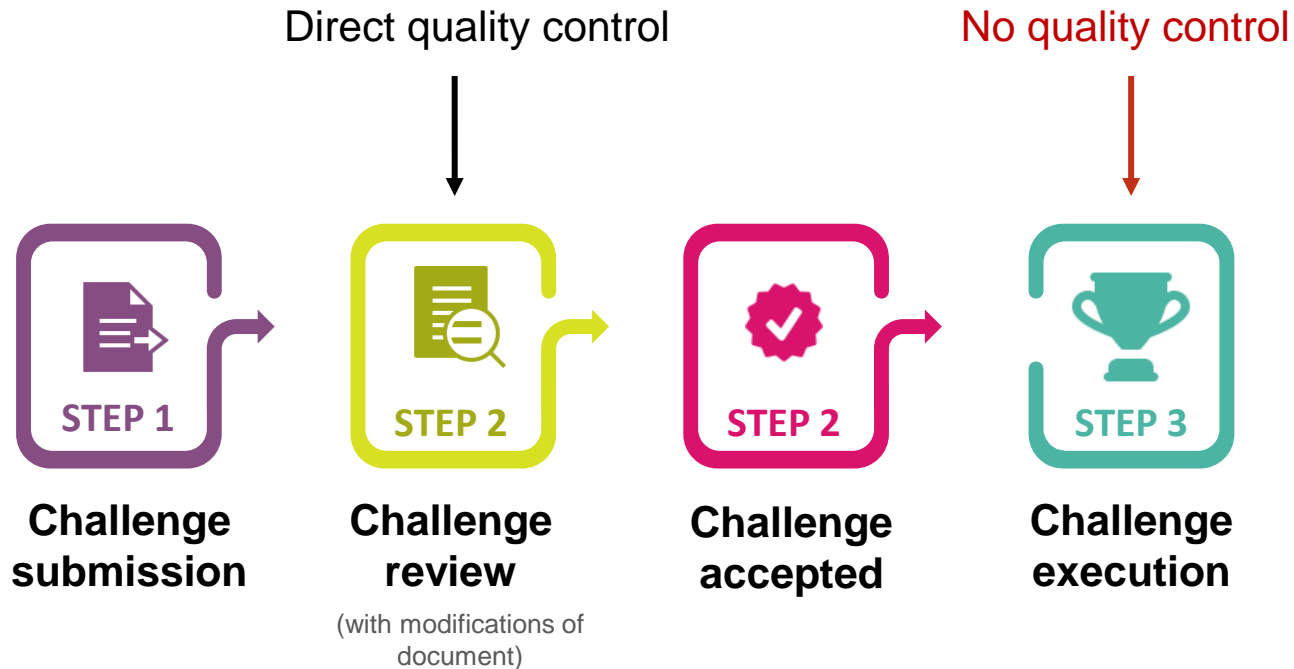 Direct quality control
No quality control
STEP 1
STEP 2
STEP 2
STEP 3
Challenge
submission
Challenge
review
(with modifications of
document)
Challenge
accepted
Challenge
execution